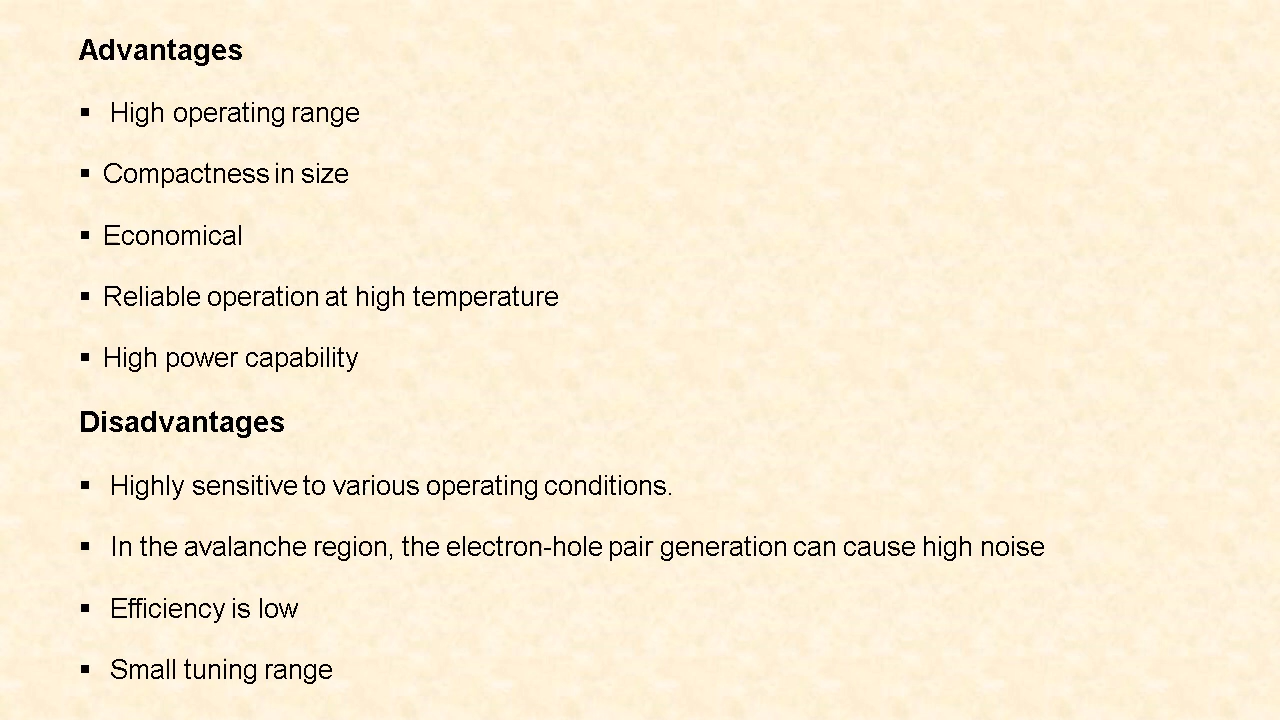 Advantages
▪ High operating range
▪ Compactness in size
▪ Economical
▪ Reliable operation at high temperature
▪ High power capability
Disadvantages
▪ Highly sensitive to various operating conditions.
▪ In the avalanche region, the electron-hole pair generation can cause high noise
▪ Efficiency is low
▪ Small tuning range